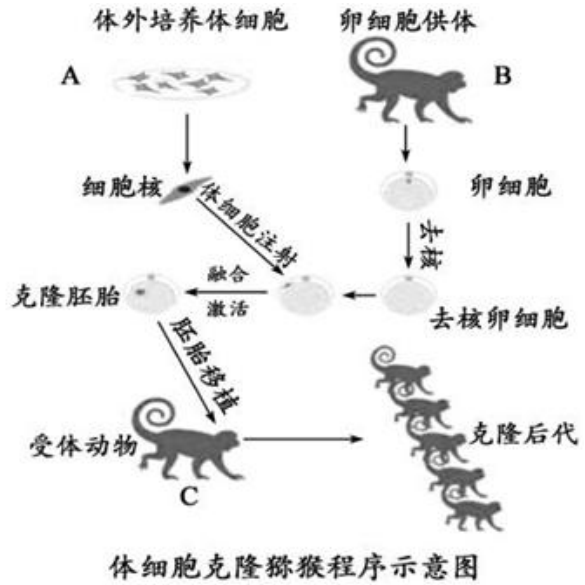 体外培养体细胞
卵细胞供体
A
B
细胞核
体细胞注射
卵细胞
去核
融合
激活
克隆胚胎
去核卵细胞
胚胎移植
受体动物
克隆后代
C
体细胞克隆猕猴程序示意图